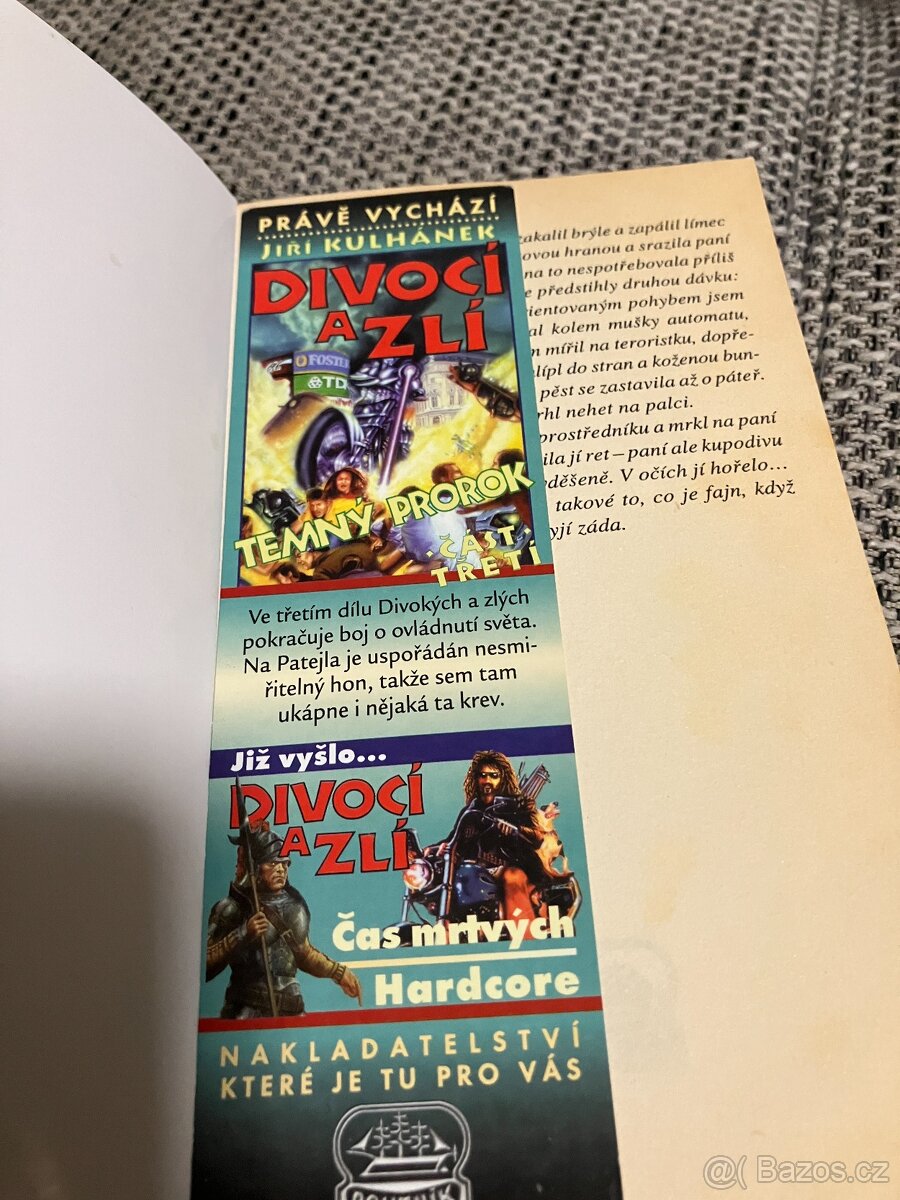 PRÁVĚ VYCHÁZÍ
JIŘÍ KULHÁNEK
DIVOCÍ
A ZLÍ
FOSTER
TD
TEMNÝ PROROK
·ČÁST·
TŘETÍ
Ve třetím dílu Divokých a zlých
pokračuje boj o ovládnutí světa.
Na Patejla je uspořádán nesmi-
řitelný hon, takže sem tam
ukápne i nějaká ta krev.
Již vyšlo...
DIVOCÍ
A ZLÍ
Čas mrtvých
Hardcore
NAKLADATELSTVÍ
KTERÉ JE TU PRO VÁS
zakalil brýle a zapálil límec
ovou hranou a srazila paní
na to nespotřebovala příliš
e předstihly druhou dávku:
ientovaným pohybem jsem
al kolem mušky automatu,
mířil na teroristku, dopře-
lípl do stran a koženou bun-
pěst se zastavila až o páteř.
rhl nehet na palci.
prostředníku a mrkl na paní
ila jí ret – paní ale kupodivu
děšeně. V očích jí hořelo...
takové to, co je fajn, když
yjí záda.
@( Bazos.cz